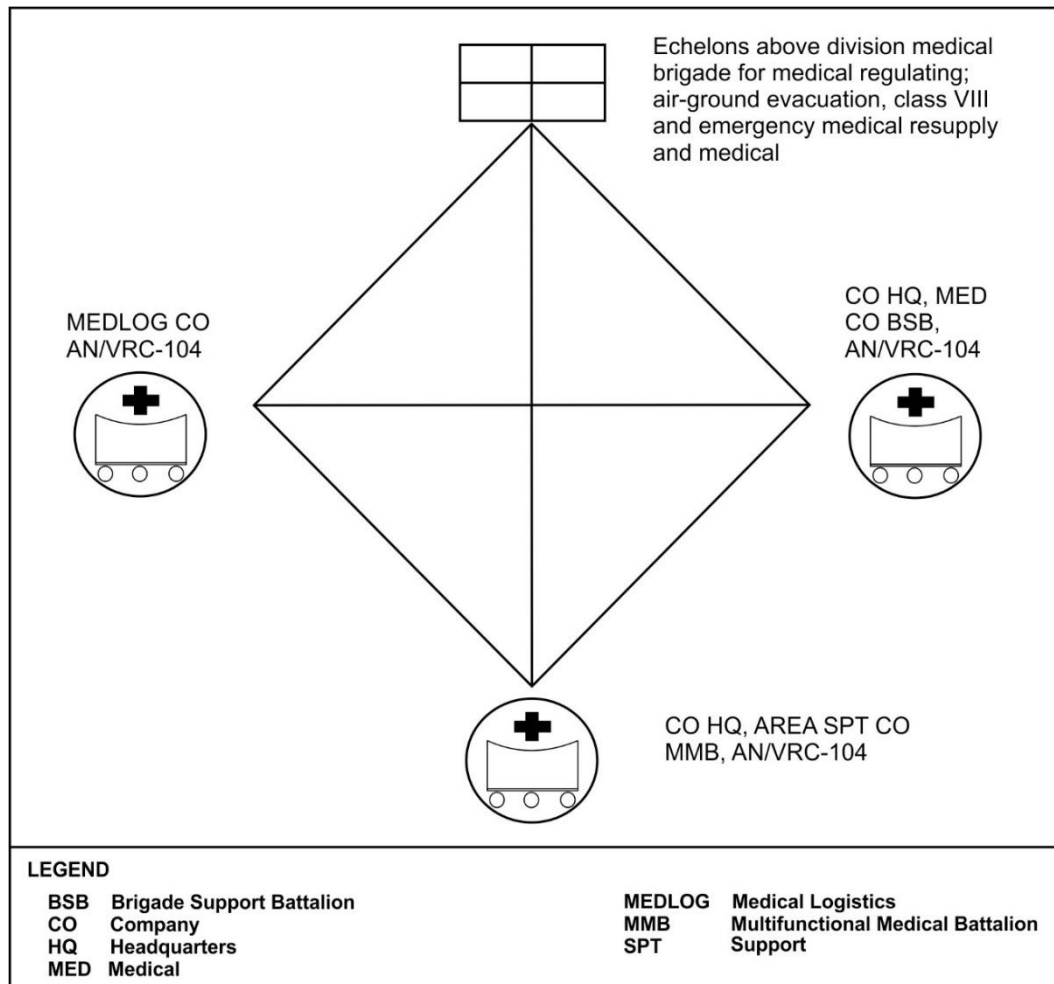 Echelons above division medical
brigade for medical regulating;
air-ground evacuation, class VIII
and emergency medical resupply
and medical
MEDLOG CO
AN/VRC-104
CO HQ, MED
CO BSB,
AN/VRC-104
CO HQ, AREA SPT CO
MMB, AN/VRC-104
LEGEND
BSB Brigade Support Battalion
CO Company
HQ Headquarters
MED Medical
MEDLOG Medical Logistics
MMB Multifunctional Medical Battalion
SPT Support